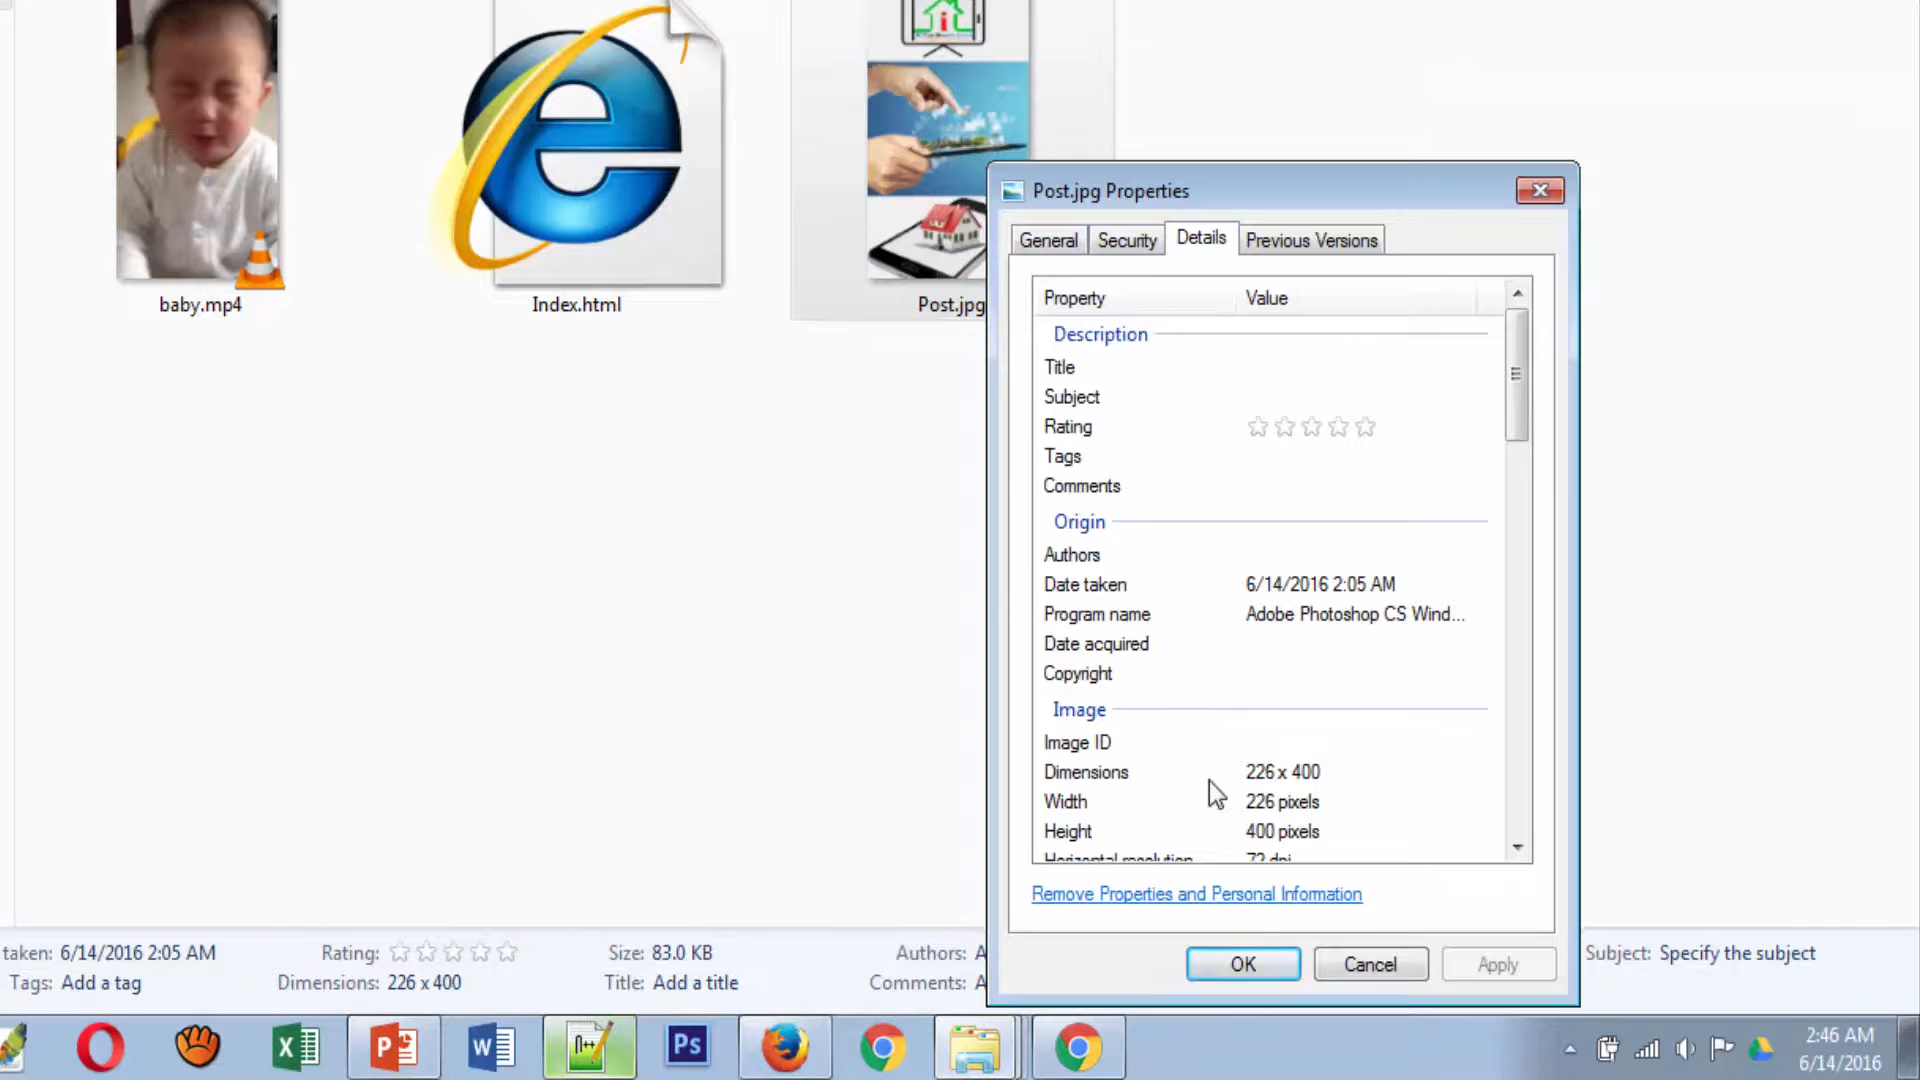 baby.mp4
Index.html
Post.jpg
Post.jpg Properties
General
Security
Details
Previous Versions
Property Value
Description
Title
Subject
Rating
Tags
Comments
Origin
Authors
Date taken 6/14/2016 2:05 AM
Program name Adobe Photoshop CS Wind...
Date acquired
Copyright
Image
Image ID
Dimensions 226 x 400
Width 226 pixels
Height 400 pixels
Horizontal resolution 72 dpi
Remove Properties and Personal Information
OK Cancel Apply
taken: 6/14/2016 2:05 AM Rating: Size: 83.0 KB Authors: A Subject: Specify the subject
Tags: Add a tag Dimensions: 226 x 400 Title: Add a title Comments: A
P
W
n++
Ps
2:46 AM
6/14/2016